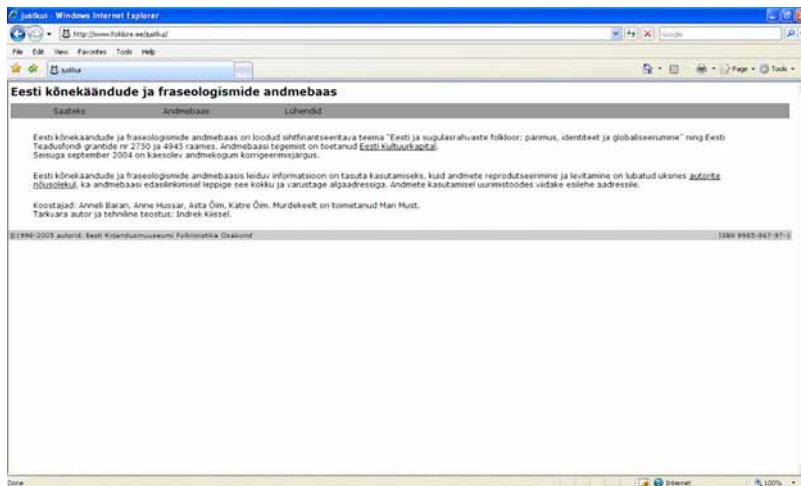 justkui - Windows Internet Explorer
http://www.folklore.ee/justkui/
Google
File Edit View Favorites Tools Help
justkui
Page Tools
Eesti kõnekäändude ja fraseologismide andmebaas
Saateks Andmebaas Lühendid
Eesti kõnekäändude ja fraseologismide andmebaas on loodud sihtfinantseeritava teema "Eesti ja sugulasrahvaste folkloor: pärimus, identiteet ja globaliseerumine" ning Eesti
Teadusfondi grantide nr 2750 ja 4945 raames. Andmebaasi tegemist on toetanud Eesti Kultuurkapital.
Seisuga september 2004 on käesolev andmekogum korrigeerimisjärgus.
Eesti kõnekäändude ja fraseologismide andmebaasis leiduv informatsioon on tasuta kasutamiseks, kuid andmete reprodutseerimine ja levitamine on lubatud üksnes autorite
nõusolekul, ka andmebaasi edasilinkimisel leppige see kokku ja varustage algaadressiga. Andmete kasutamisel uurimistöödes viidake esilehe aadressile.
Koostajad: Anneli Baran, Anne Hussar, Asta Õim, Katre Õim. Murdekeelt on toimetanud Mari Must.
Tarkvara autor ja tehniline teostus: Indrek Kiissel.
©1998-2005 autorid. Eesti Kirjandusmuuseumi Folkloristika Osakond ISBN 9985-867-97-1
Done Internet 100%